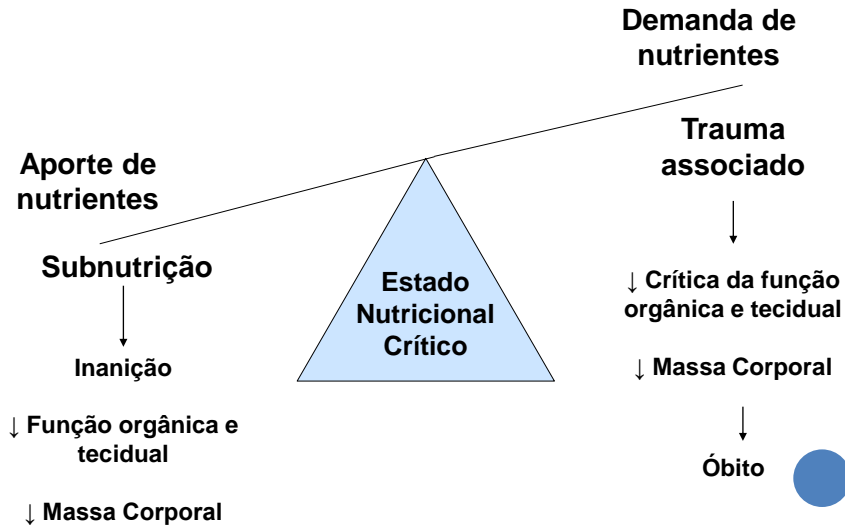 Demanda de
nutrientes
Trauma
associado
Aporte de
nutrientes
Subnutrição
Estado
Nutricional
Crítico
↓ Crítica da função
orgânica e tecidual
Inanição
↓ Massa Corporal
↓ Função orgânica e
tecidual
Óbito
↓ Massa Corporal